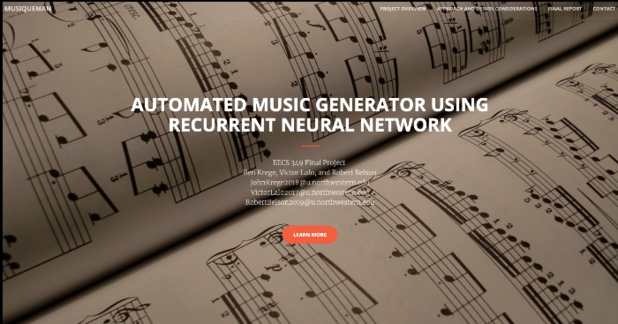 MUSIQUEMAN
PROJECT OVERVIEW
APPROACH AND DESIGN CONSIDERATIONS
FINAL REPORT
CONTACT
AUTOMATED MUSIC GENERATOR USING
RECURRENT NEURAL NETWORK
EECS 349 Final Project
Ben Krege, Victor Lalo, and Robert Belson
JohnKrege2018@u.northwestern.edu
VictorLalo2017@u.northwestern.edu
RobertBelson2019@u.northwestern.edu
LEARN MORE